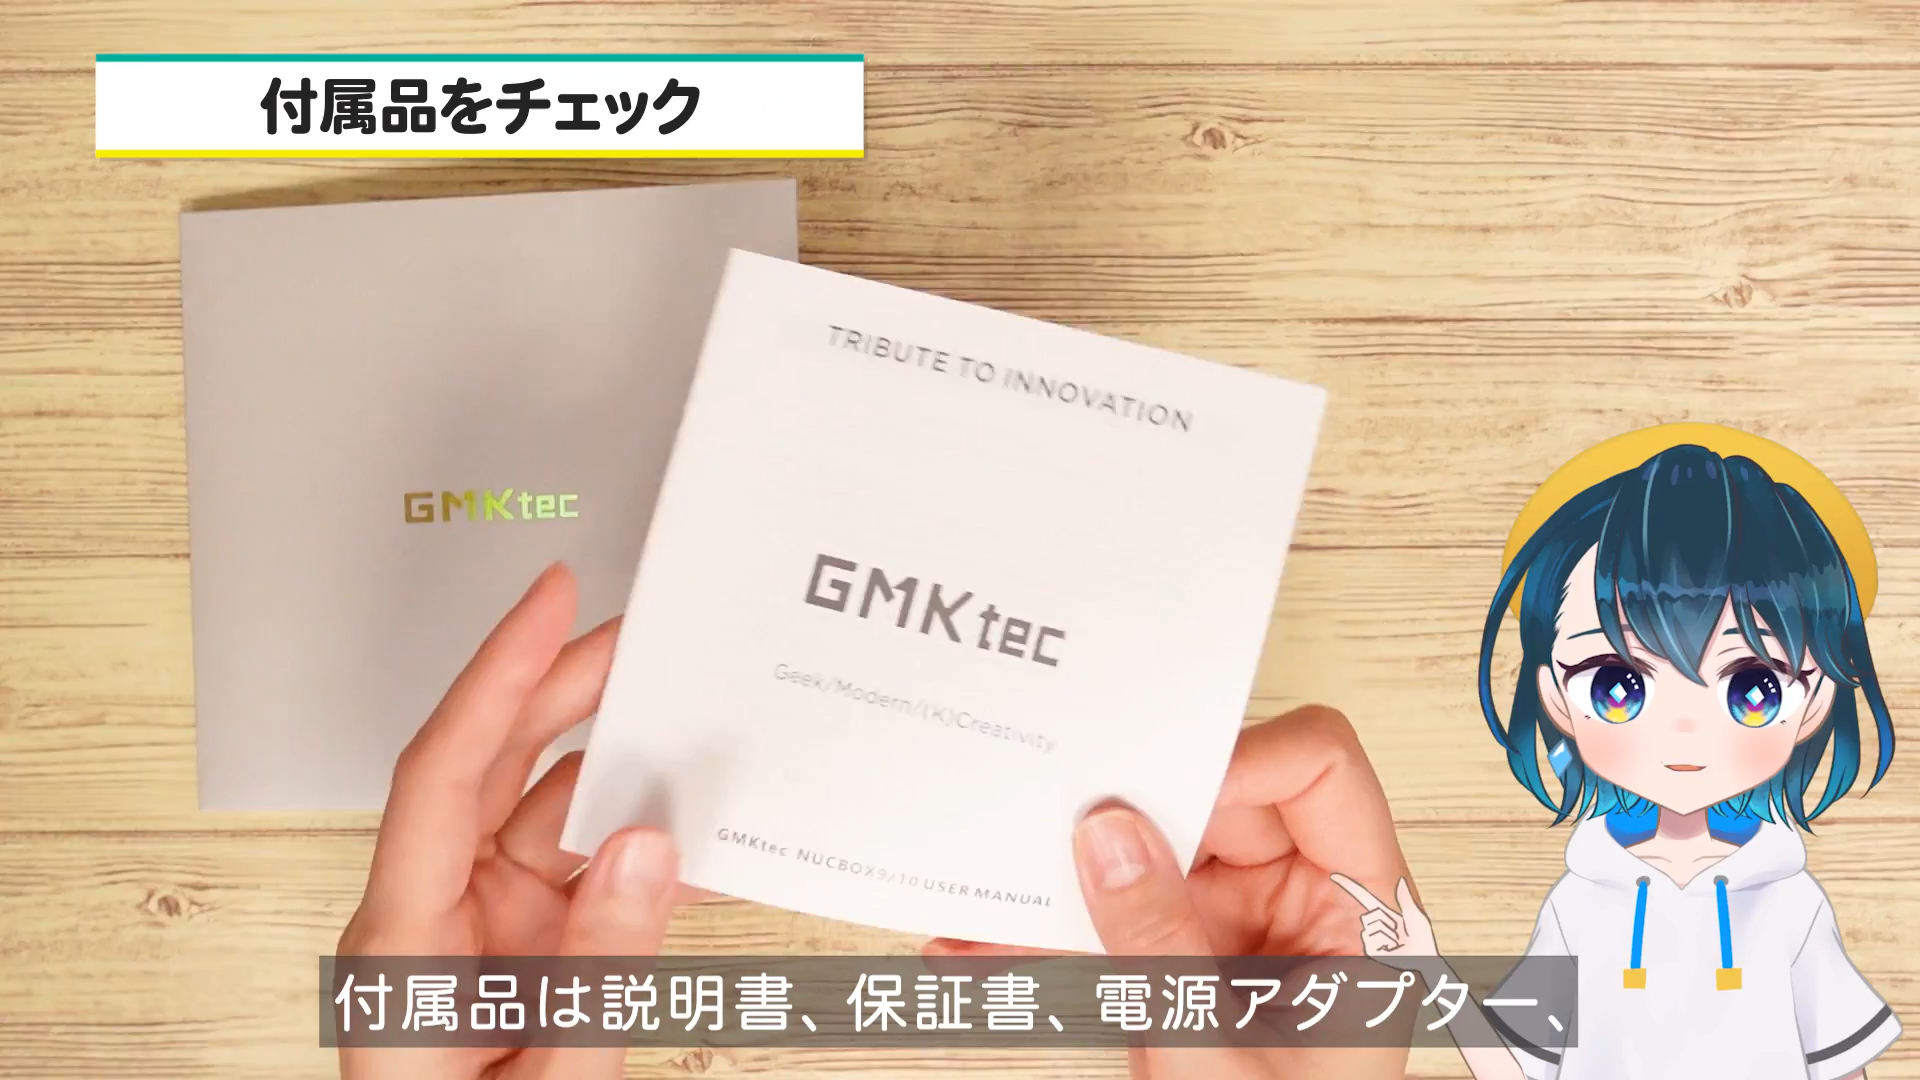 付属品をチェック
GMKtec
TRIBUTE TO INNOVATION
GMKtec
Geek/Modern/(K)Creativity
GMKtec NUCBOX9/10 USER MANUAL
付属品は説明書、保証書、電源アダプター、